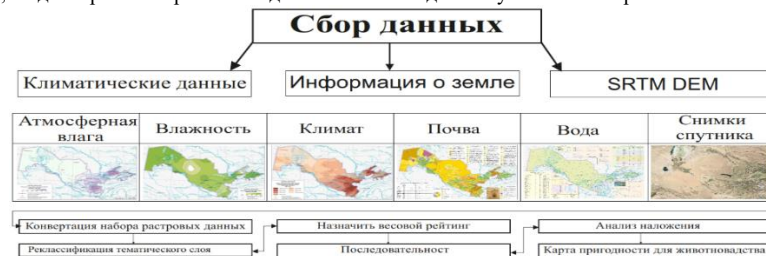 Сбор данных
Климатические данные
Информация о земле
SRTM DEM
Атмосферная влага
Влажность
Климат
Почва
Вода
Снимки спутника
Конвертация набора растровых данных
Назначить весовой рейтинг
Анализ наложения
Реклассификация тематического слоя
Последовательност
Карта пригодности для животновадства